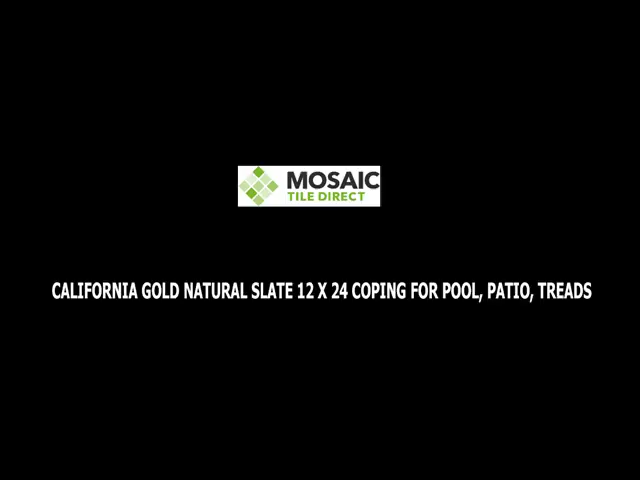 MOSAIC
TILE DIRECT
CALIFORNIA GOLD NATURAL SLATE 12 X 24 COPING FOR POOL, PATIO, TREADS